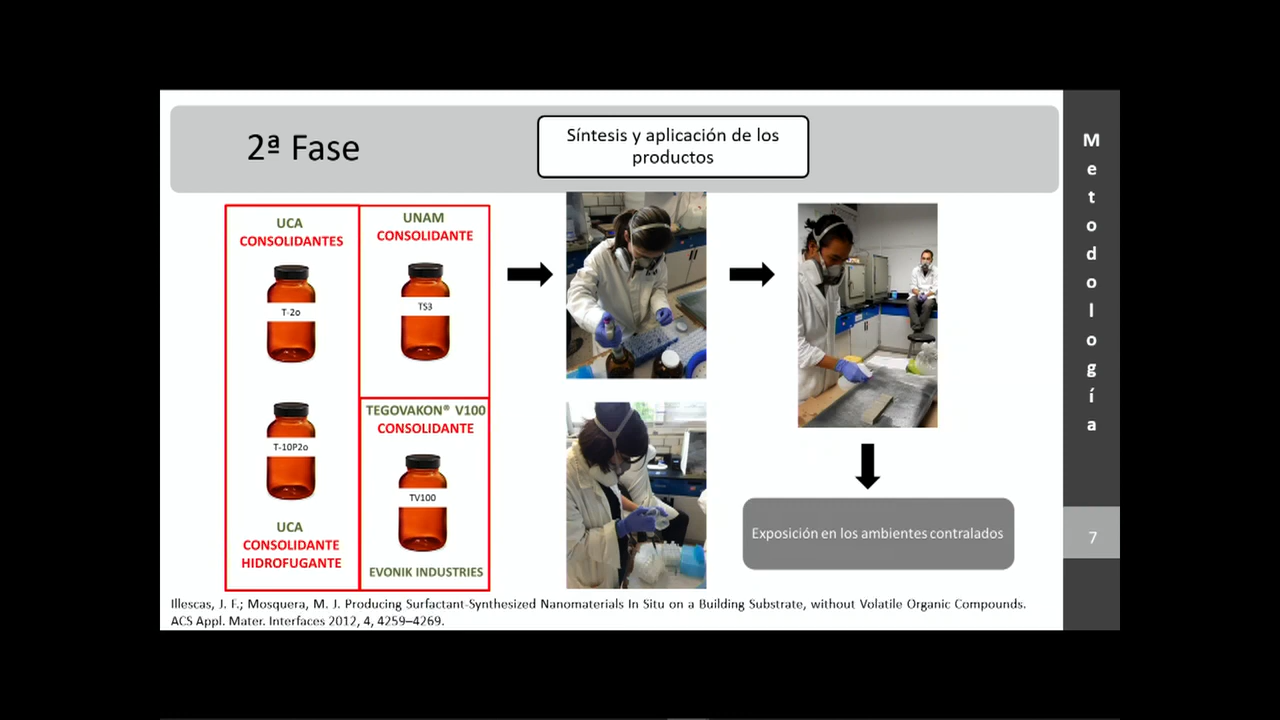 2ª Fase
Síntesis y aplicación de los
productos
UCA
CONSOLIDANTES
T-2o
T-10P2o
UCA
CONSOLIDANTE
HIDROFUGANTE
UNAM
CONSOLIDANTE
TS3
TEGOVAKON® V100
CONSOLIDANTE
TV100
EVONIK INDUSTRIES
Exposición en los ambientes contralados
Illescas, J. F.; Mosquera, M. J. Producing Surfactant-Synthesized Nanomaterials In Situ on a Building Substrate, without Volatile Organic Compounds.
ACS Appl. Mater. Interfaces 2012, 4, 4259–4269.
M
e
t
o
d
o
l
o
g
í
a
7